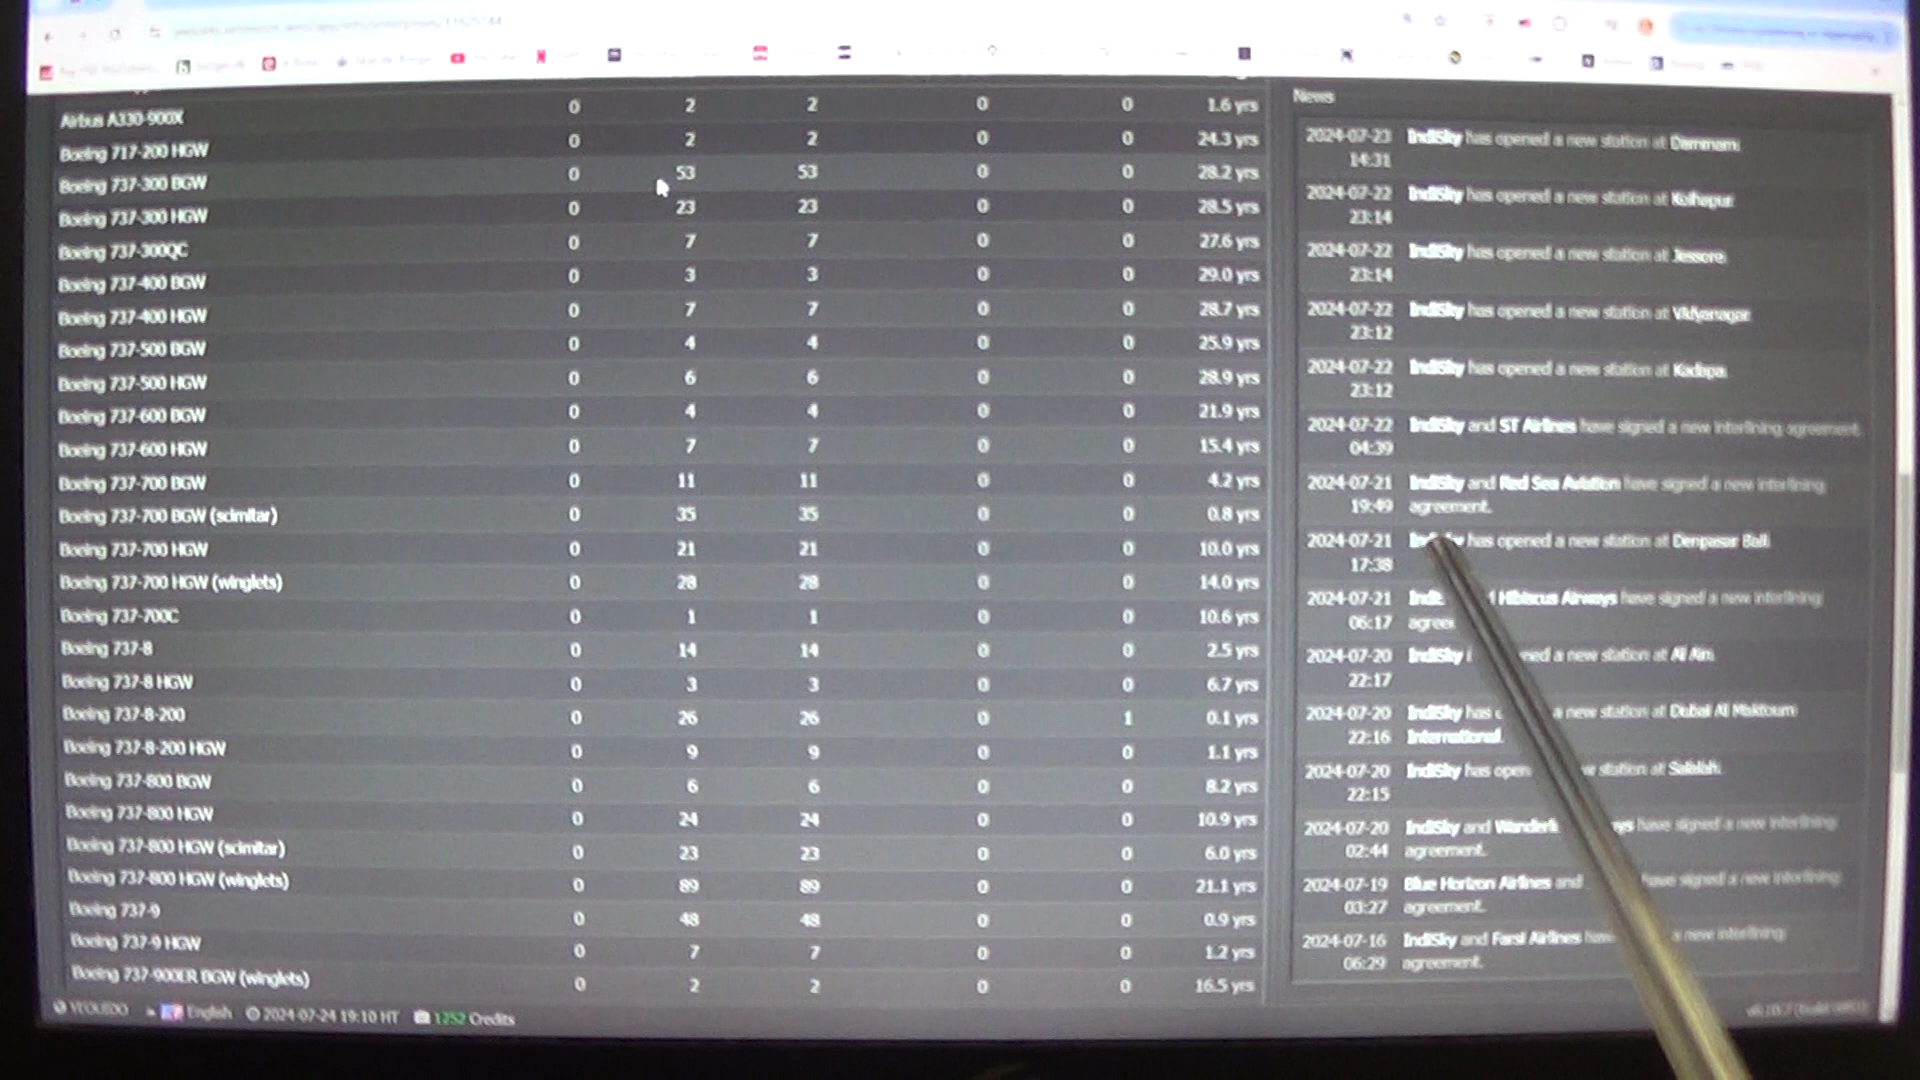 Airbus A330-900X 0 2 2 0 0 1.6 yrs
Boeing 717-200 HGW 0 2 2 0 0 24.3 yrs
Boeing 737-300 BGW 0 53 53 0 0 28.2 yrs
Boeing 737-300 HGW 0 23 23 0 0 28.5 yrs
Boeing 737-300QC 0 7 7 0 0 27.6 yrs
Boeing 737-400 BGW 0 3 3 0 0 29.0 yrs
Boeing 737-400 HGW 0 7 7 0 0 28.7 yrs
Boeing 737-500 BGW 0 4 4 0 0 25.9 yrs
Boeing 737-500 HGW 0 6 6 0 0 28.9 yrs
Boeing 737-600 BGW 0 4 4 0 0 21.9 yrs
Boeing 737-600 HGW 0 7 7 0 0 15.4 yrs
Boeing 737-700 BGW 0 11 11 0 0 4.2 yrs
Boeing 737-700 BGW (scimitar) 0 35 35 0 0 0.8 yrs
Boeing 737-700 HGW 0 21 21 0 0 10.0 yrs
Boeing 737-700 HGW (winglets) 0 28 28 0 0 14.0 yrs
Boeing 737-700C 0 1 1 0 0 10.6 yrs
Boeing 737-8 0 14 14 0 0 2.5 yrs
Boeing 737-8 HGW 0 3 3 0 0 6.7 yrs
Boeing 737-8-200 0 26 26 0 1 0.1 yrs
Boeing 737-8-200 HGW 0 9 9 0 0 1.1 yrs
Boeing 737-800 BGW 0 6 6 0 0 8.2 yrs
Boeing 737-800 HGW 0 24 24 0 0 10.9 yrs
Boeing 737-800 HGW (scimitar) 0 23 23 0 0 6.0 yrs
Boeing 737-800 HGW (winglets) 0 89 89 0 0 21.1 yrs
Boeing 737-9 0 48 48 0 0 0.9 yrs
Boeing 737-9 HGW 0 7 7 0 0 1.2 yrs
Boeing 737-900ER BGW (winglets) 0 2 2 0 0 16.5 yrs
News
2024-07-23 IndiSky has opened a new station at Dammam.
14:31
2024-07-22 IndiSky has opened a new station at Kolhapur.
23:14
2024-07-22 IndiSky has opened a new station at Jessore.
23:14
2024-07-22 IndiSky has opened a new station at Vidyanagar.
23:12
2024-07-22 IndiSky has opened a new station at Kadapa.
23:12
2024-07-22 IndiSky and ST Airlines have signed a new interlining agreement.
04:39
2024-07-21 IndiSky and Red Sea Aviation have signed a new interlining
19:49 agreement.
2024-07-21 IndiSky has opened a new station at Denpasar Bali.
17:38
2024-07-21 Hibiscus Airways have signed a new interlining
06:17
2024-07-20 IndiSky a new station at Al Ain.
22:17
2024-07-20 IndiSky has a new station at Dubai Al Maktoum
22:16 International.
2024-07-20 IndiSky has station at Salalah.
22:15
2024-07-20 IndiSky and have signed a new interlining
02:44 agreement.
2024-07-19 Blue Horizon Airlines and have signed a new interlining
03:27 agreement.
2024-07-16 IndiSky and Farsi Airlines a new interlining
06:29 agreement.
YEOUIDO English 2024-07-24 19:10 HT 1252 Credits